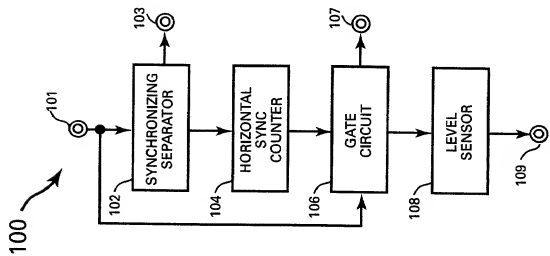 100
101
103
SYNCHRONIZING
SEPARATOR
102
HORIZONTAL
SYNC
COUNTER
104
107
GATE
CIRCUIT
106
LEVEL
SENSOR
108
109